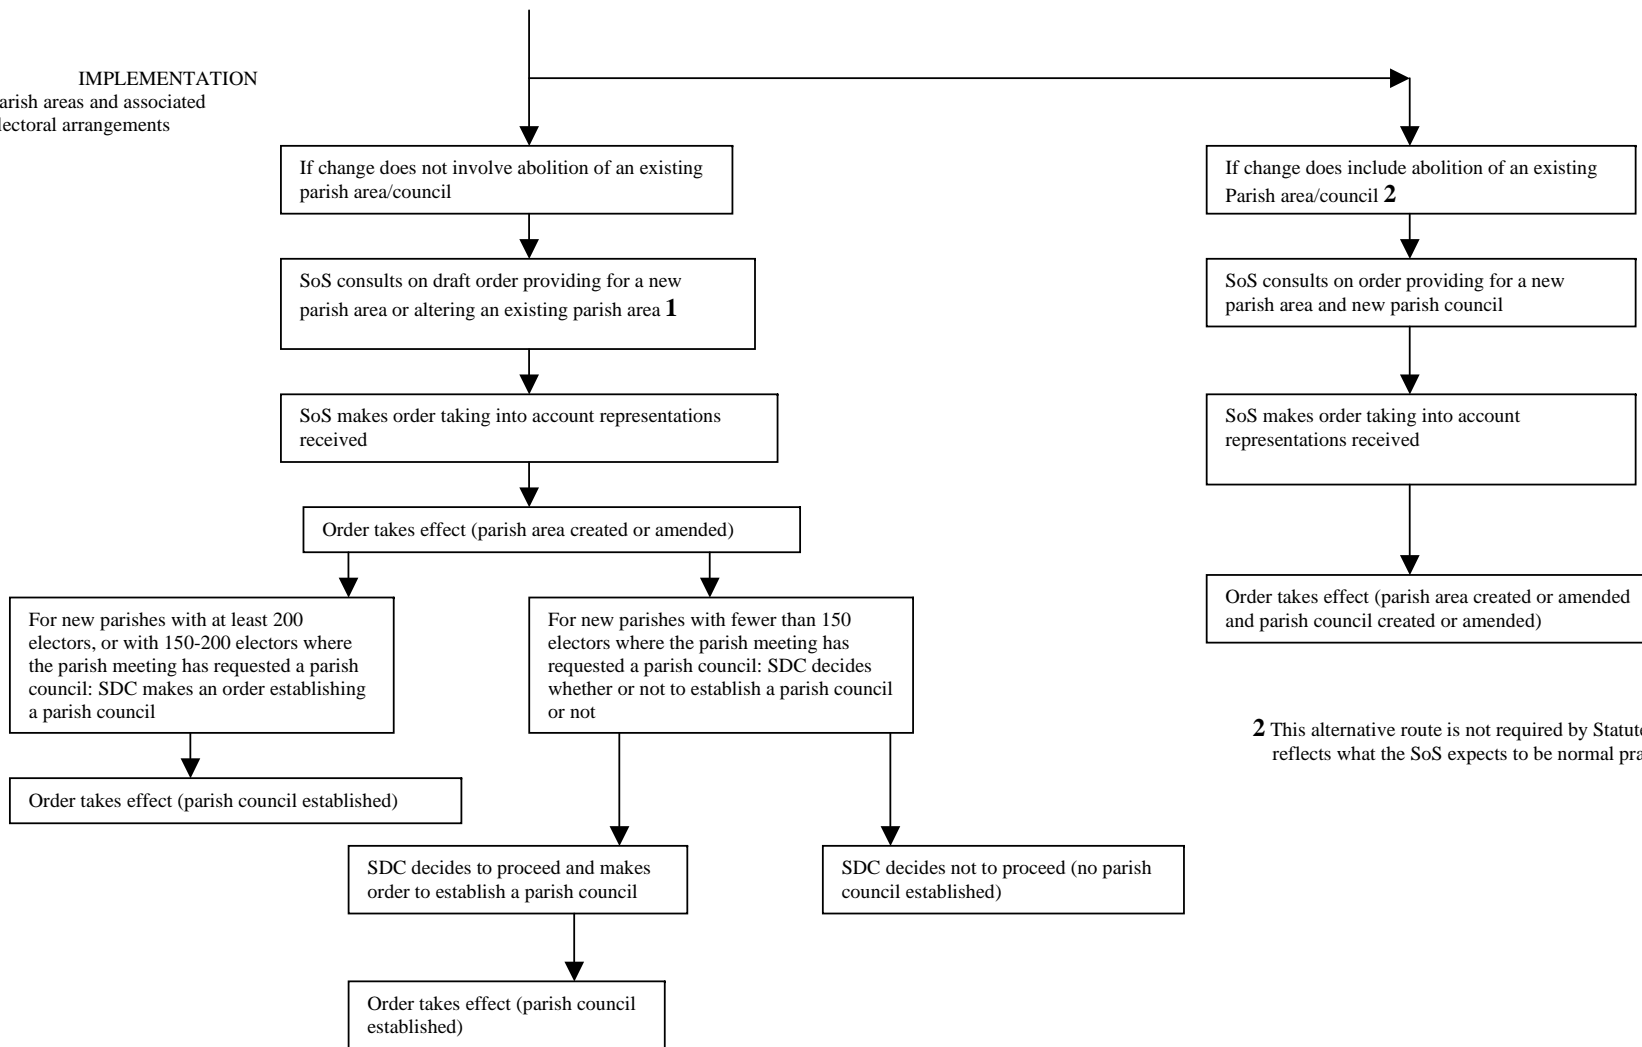 IMPLEMENTATION
arish areas and associated
lectoral arrangements
If change does not involve abolition of an existing
parish area/council
If change does include abolition of an existing
Parish area/council 2
SoS consults on draft order providing for a new
parish area or altering an existing parish area 1
SoS consults on order providing for a new
parish area and new parish council
SoS makes order taking into account representations
received
SoS makes order taking into account
representations received
Order takes effect (parish area created or amended)
Order takes effect (parish area created or amended
and parish council created or amended)
For new parishes with at least 200
electors, or with 150-200 electors where
the parish meeting has requested a parish
council: SDC makes an order establishing
a parish council
For new parishes with fewer than 150
electors where the parish meeting has
requested a parish council: SDC decides
whether or not to establish a parish council
or not
2 This alternative route is not required by Statute
reflects what the SoS expects to be normal pra
Order takes effect (parish council established)
SDC decides to proceed and makes
order to establish a parish council
SDC decides not to proceed (no parish
council established)
Order takes effect (parish council
established)